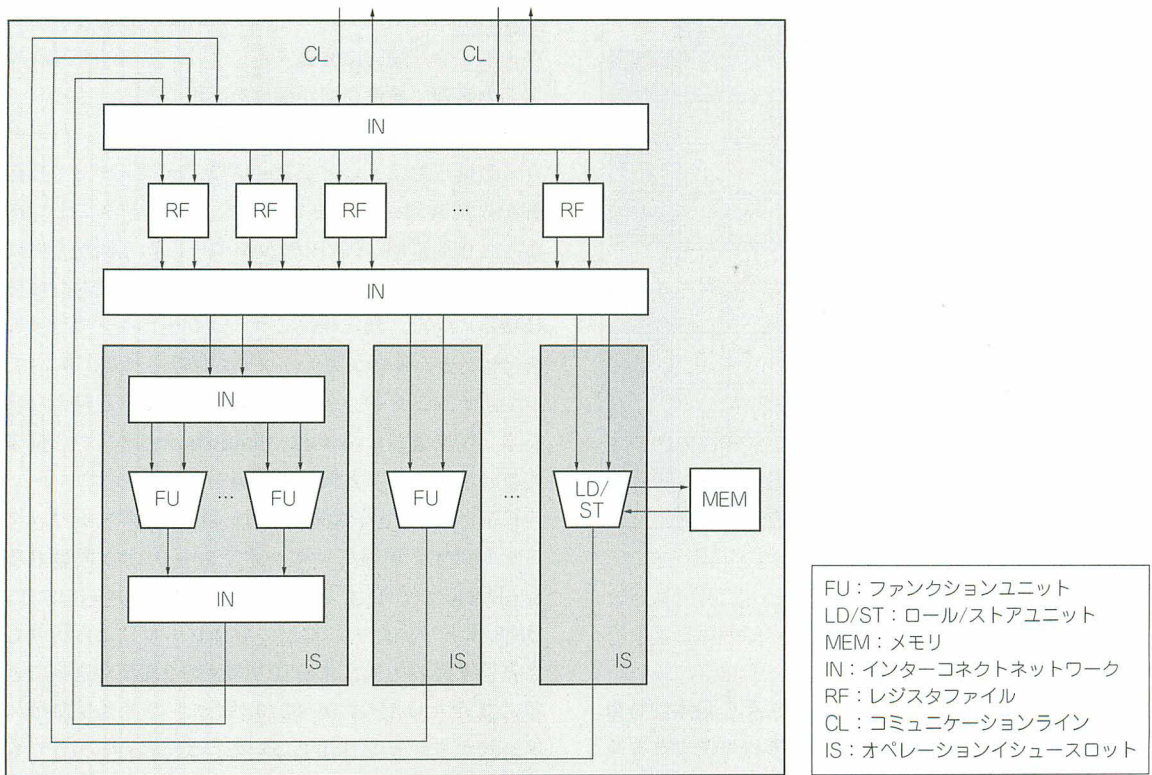 CL
CL
IN
RF
RF
RF
…
RF
IN
IN
FU
…
FU
FU
…
LD/
ST
MEM
IN
IS
IS
IS
FU：ファンクションユニット
LD/ST：ロール/ストアユニット
MEM：メモリ
IN：インターコネクトネットワーク
RF：レジスタファイル
CL：コミュニケーションライン
IS：オペレーションイシュースロット